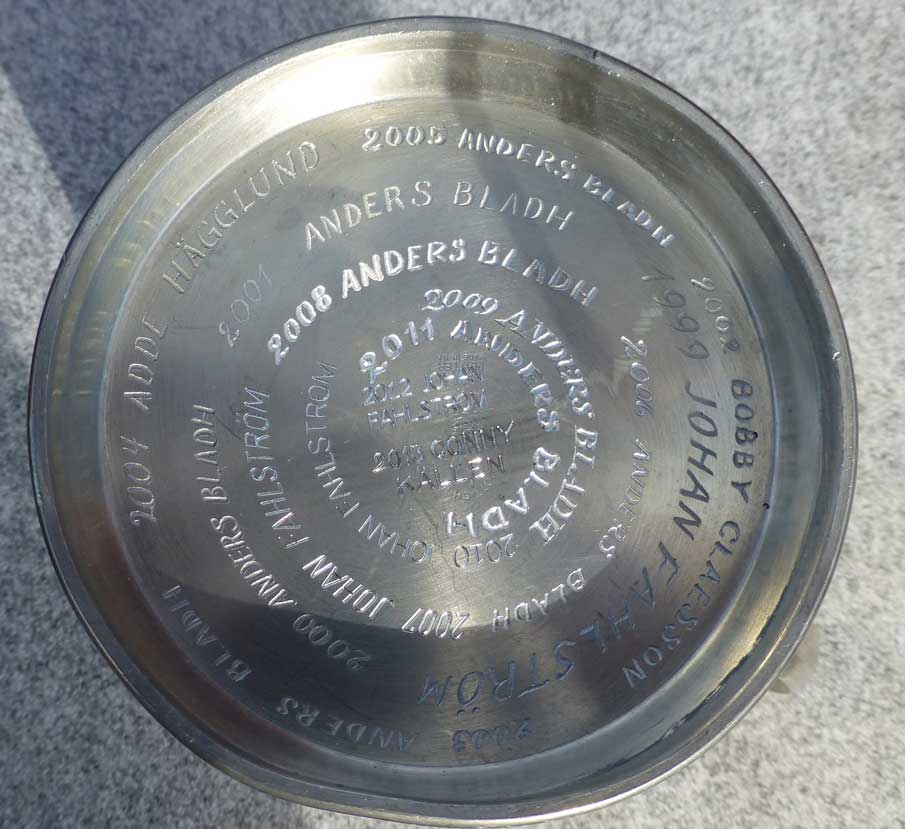 1999 JOHAN FAHLSTRÖM
2000 ANDERS BLADH
2001 ANDERS BLADH
2002 BOBBY CLAESSON
2003 ANDERS BLADH
2004 ADDE HÄGGLUND
2005 ANDERS BLADH
2006 ANDERS BLADH
2007 JOHAN FAHLSTRÖM
2008 ANDERS BLADH
2009 ANDERS BLADH
2010 JOHAN FAHLSTRÖM
2011 ANDERS BLADH
2012 JOHAN
FAHLSTRÖM
2013 CONNY
KÄLLÉN